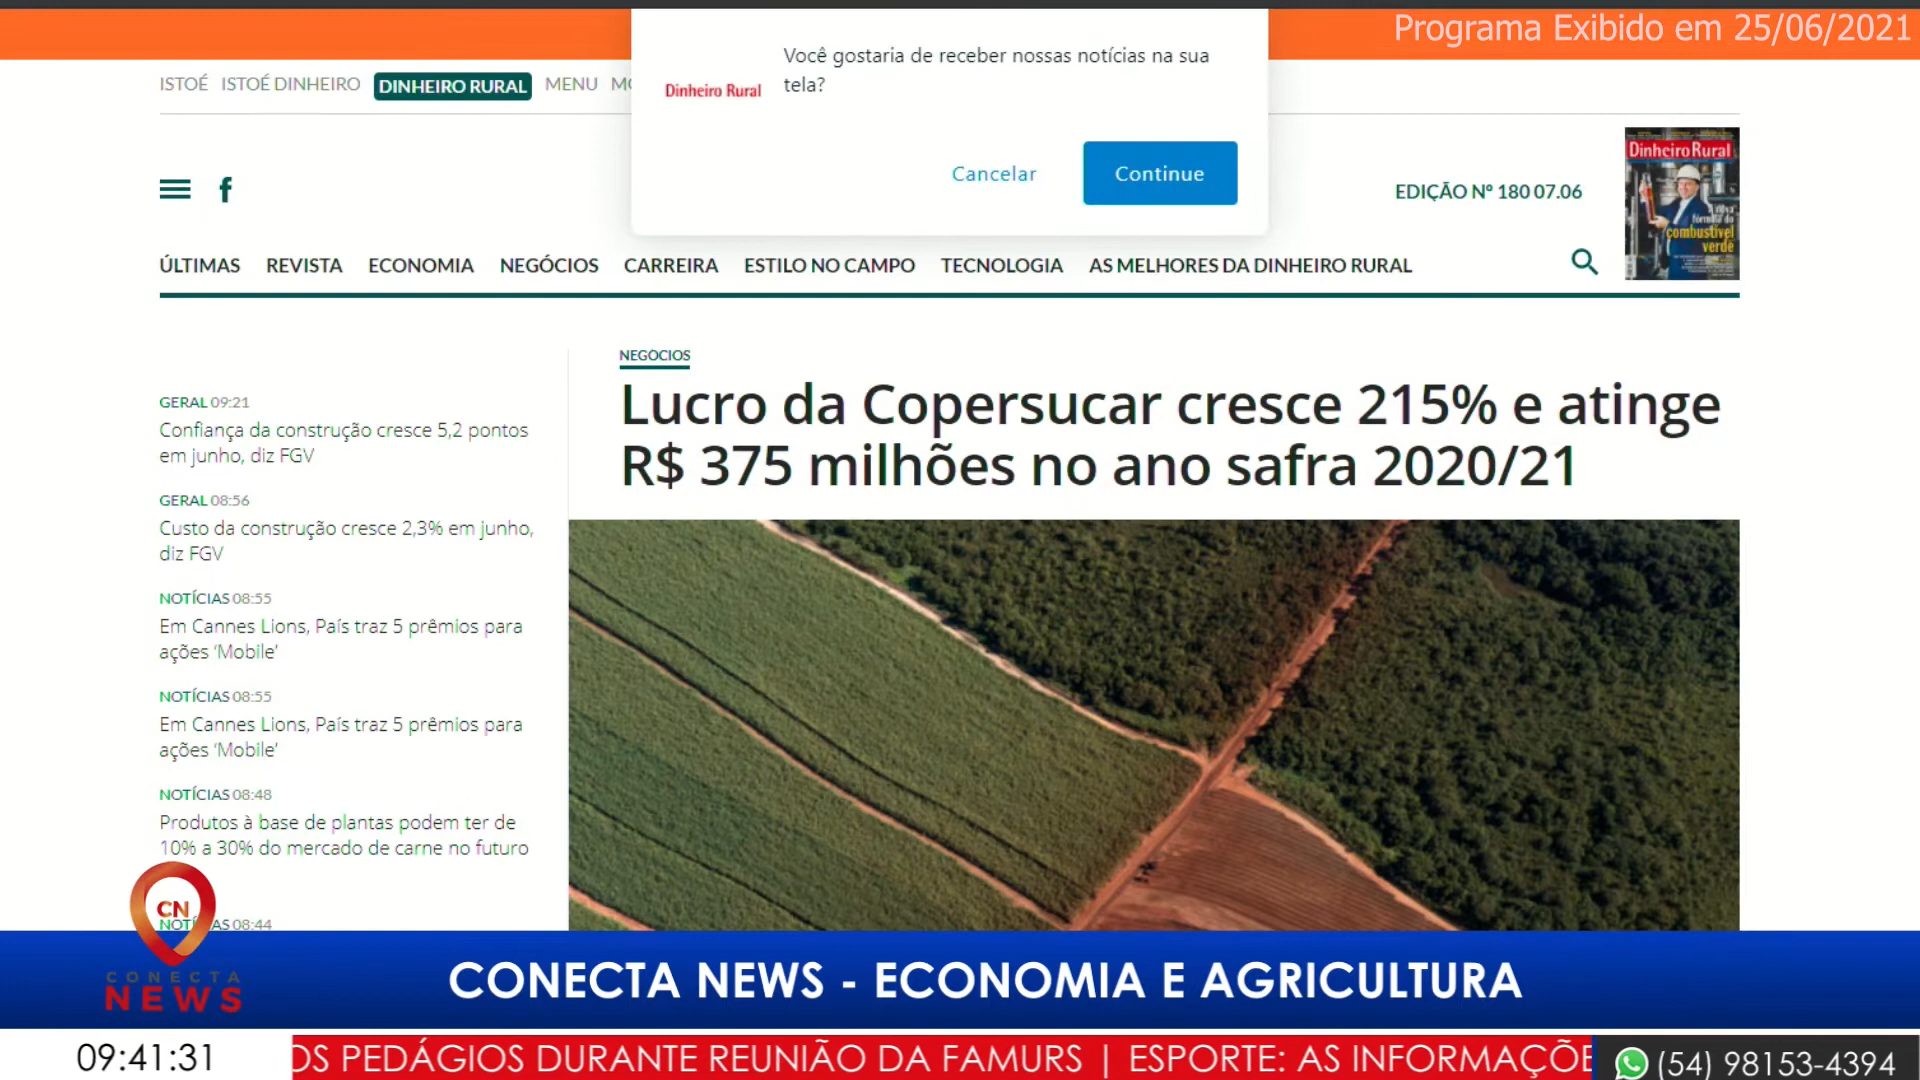 Programa Exibido em 25/06/2021
Você gostaria de receber nossas notícias na sua
tela?
Dinheiro Rural
Cancelar
Continue
ISTOÉ ISTOÉ DINHEIRO DINHEIRO RURAL MENU
EDIÇÃO Nº 180 07.06
Dinheiro Rural
A nova
fórmula do
combustível
verde
ÚLTIMAS REVISTA ECONOMIA NEGÓCIOS CARREIRA ESTILO NO CAMPO TECNOLOGIA AS MELHORES DA DINHEIRO RURAL
NEGÓCIOS
Lucro da Copersucar cresce 215% e atinge
R$ 375 milhões no ano safra 2020/21
GERAL 09:21
Confiança da construção cresce 5,2 pontos
em junho, diz FGV
GERAL 08:56
Custo da construção cresce 2,3% em junho,
diz FGV
NOTÍCIAS 08:55
Em Cannes Lions, País traz 5 prêmios para
ações ‘Mobile’
NOTÍCIAS 08:55
Em Cannes Lions, País traz 5 prêmios para
ações ‘Mobile’
NOTÍCIAS 08:48
Produtos à base de plantas podem ter de
10% a 30% do mercado de carne no futuro
NOTÍCIAS 08:44
CN
CONECTA
NEWS
CONECTA NEWS - ECONOMIA E AGRICULTURA
09:41:31
OS PEDÁGIOS DURANTE REUNIÃO DA FAMURS | ESPORTE: AS INFORMAÇÕE
(54) 98153-4394